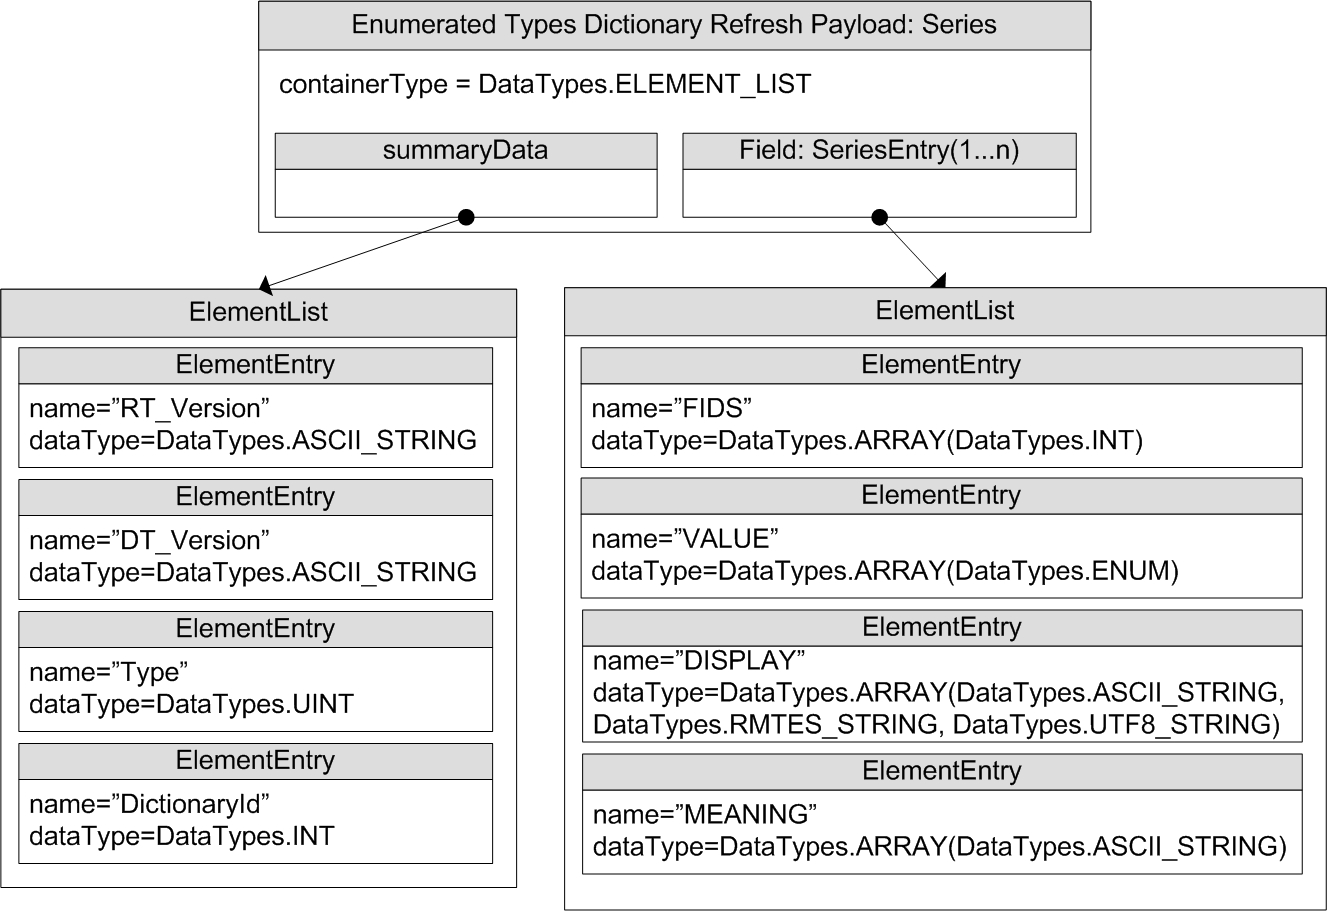 Enumerated Types Dictionary Refresh Payload: Series
containerType = DataTypes.ELEMENT_LIST
summaryData
Field: SeriesEntry(1...n)
ElementList
ElementEntry
name=”RT_Version”
dataType=DataTypes.ASCII_STRING
ElementEntry
name=”DT_Version”
dataType=DataTypes.ASCII_STRING
ElementEntry
name=”Type”
dataType=DataTypes.UINT
ElementEntry
name=”DictionaryId”
dataType=DataTypes.INT
ElementList
ElementEntry
name=”FIDS”
dataType=DataTypes.ARRAY(DataTypes.INT)
ElementEntry
name=”VALUE”
dataType=DataTypes.ARRAY(DataTypes.ENUM)
ElementEntry
name=”DISPLAY”
dataType=DataTypes.ARRAY(DataTypes.ASCII_STRING,
DataTypes.RMTES_STRING, DataTypes.UTF8_STRING)
ElementEntry
name=”MEANING”
dataType=DataTypes.ARRAY(DataTypes.ASCII_STRING)